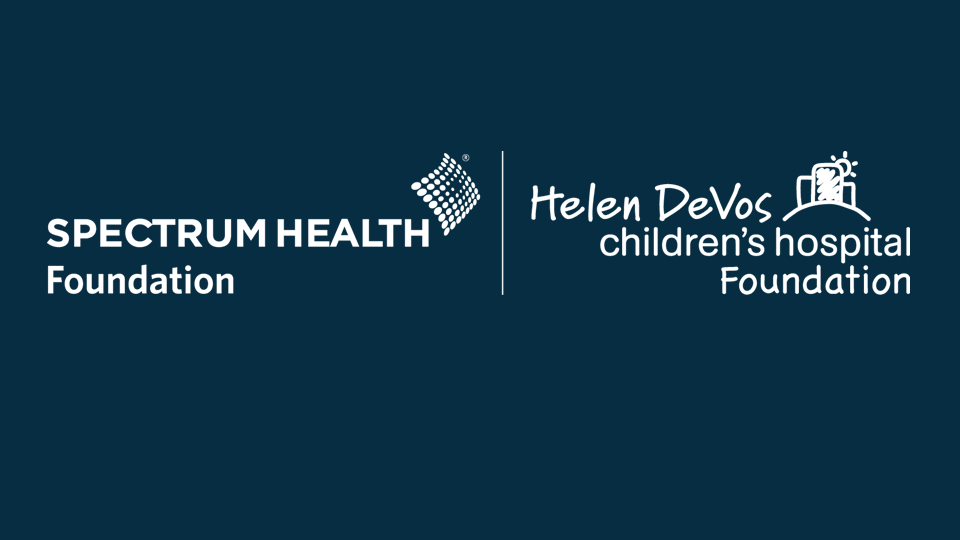 SPECTRUM HEALTH®
Foundation
Helen DeVos
children's hospital
Foundation